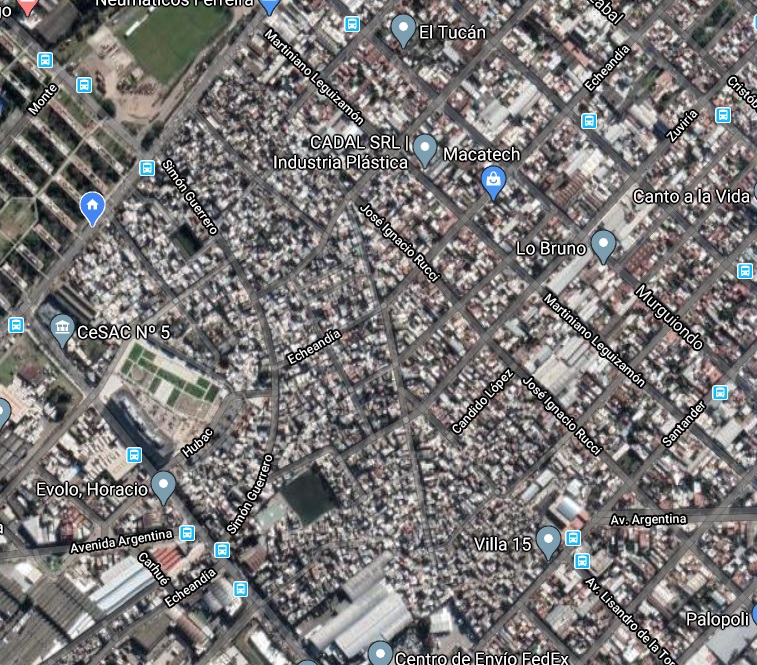 go
Neumáticos Ferreira
El Tucán
Martiniano Leguizamón
Echeandía
Monte
CADAL SRL |
Industria Plástica
Macatech
Zuviría
Simón Guerrero
José Ignacio Rucci
Canto a la Vida
Lo Bruno
Murguiondo
CeSAC Nº 5
Echeandía
Martiniano Leguizamón
Candido López
José Ignacio Rucci
Santander
Hubac
Simón Guerrero
Evolo, Horacio
Avenida Argentina
Av. Argentina
Villa 15
Carhué
Echeandía
Av. Lisandro de la Tor
Palopoli
Centro de Envío FedEx